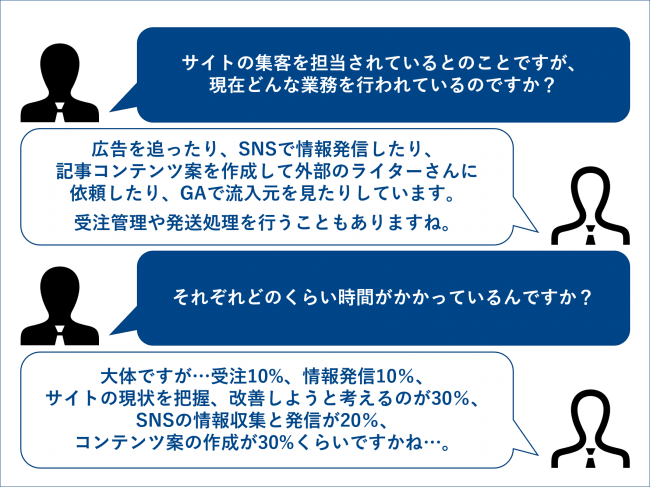 サイトの集客を担当されているとのことですが、
現在どんな業務を行われているのですか？
広告を追ったり、SNSで情報発信したり、
記事コンテンツ案を作成して外部のライターさんに
依頼したり、GAで流入元を見たりしています。
受注管理や発送処理を行うこともありますね。
それぞれどのくらい時間がかかっているんですか？
大体ですが…受注10%、情報発信10%、
サイトの現状を把握、改善しようと考えるのが30%、
SNSの情報収集と発信が20%、
コンテンツ案の作成が30%くらいですかね…。